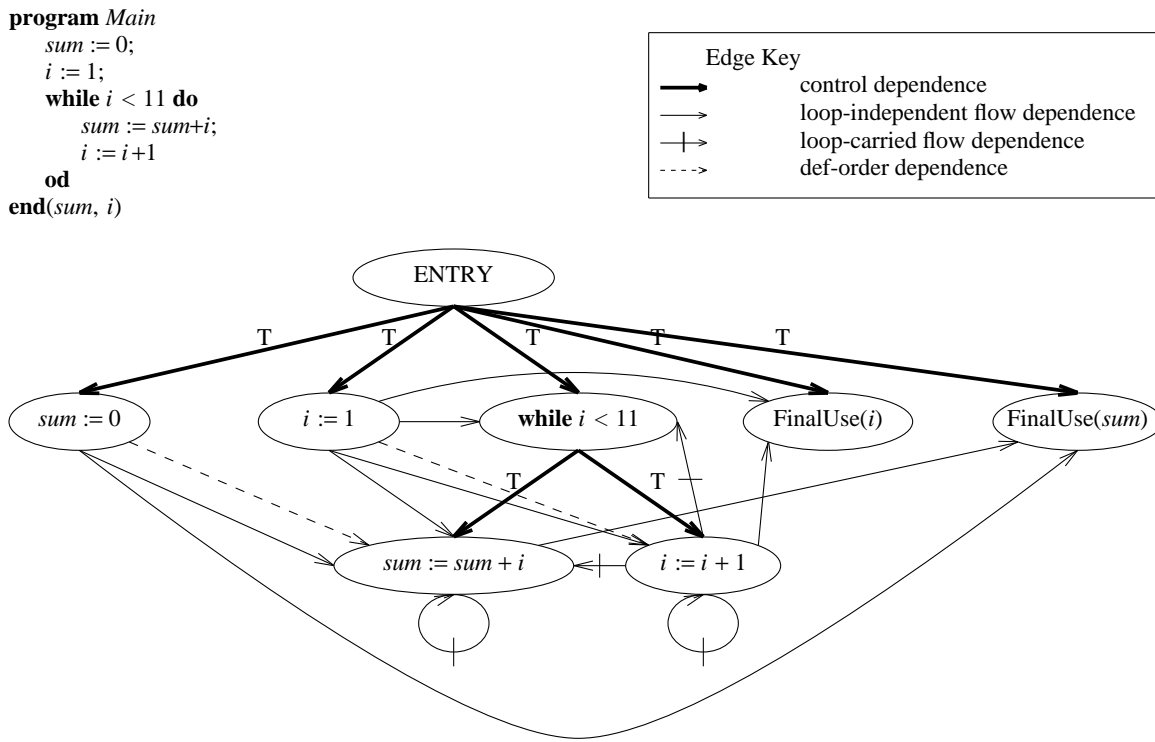 program Main
sum := 0;
i := 1;
while i < 11 do
sum := sum+i;
i := i+1
od
end(sum, i)
Edge Key
control dependence
loop-independent flow dependence
loop-carried flow dependence
def-order dependence
ENTRY
T T T T T
sum := 0
i := 1
while i < 11
FinalUse(i)
FinalUse(sum)
T T
sum := sum + i
i := i + 1